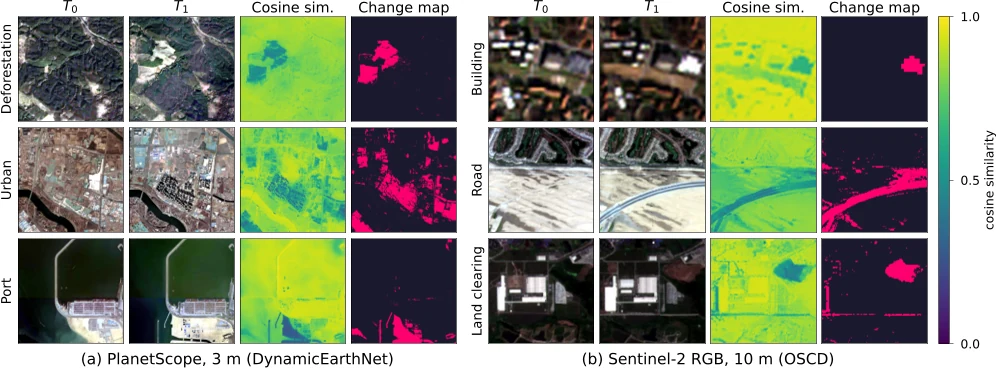 T0 T1 Cosine sim. Change map T0 T1 Cosine sim. Change map
Deforestation
Urban
Port
Building
Road
Land clearing
1.0
0.5
0.0
cosine similarity
(a) PlanetScope, 3 m (DynamicEarthNet)
(b) Sentinel-2 RGB, 10 m (OSCD)